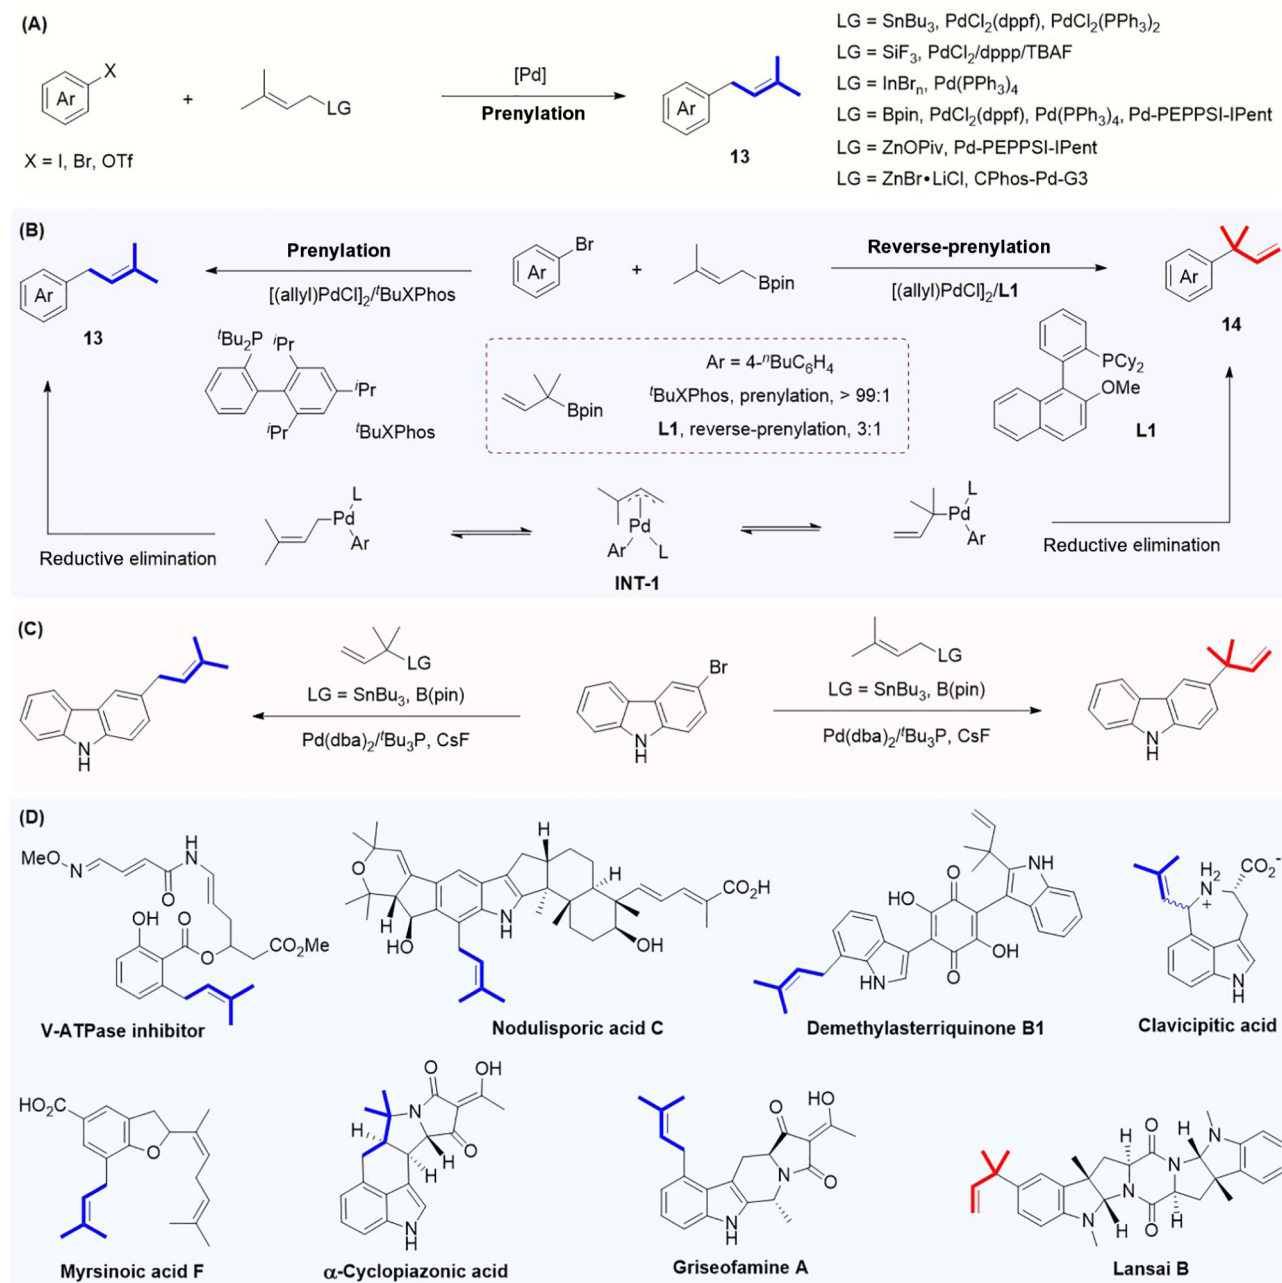 (A)
X
Ar
+
LG
[Pd]
Prenylation
Ar
13
X = I, Br, OTf
LG = SnBu3, PdCl2(dppf), PdCl2(PPh3)2
LG = SiF3, PdCl2/dppp/TBAF
LG = InBrn, Pd(PPh3)4
LG = Bpin, PdCl2(dppf), Pd(PPh3)4, Pd-PEPPSI-IPent
LG = ZnOPiv, Pd-PEPPSI-IPent
LG = ZnBr•LiCl, CPhos-Pd-G3
(B)
Ar
13
Prenylation
[(allyl)PdCl]2/tBuXPhos
Br
Ar
+
Bpin
Reverse-prenylation
[(allyl)PdCl]2/L1
Ar
14
tBu2P
iPr
iPr
iPr
tBuXPhos
Bpin
Ar = 4-nBuC6H4
tBuXPhos, prenylation, > 99:1
L1, reverse-prenylation, 3:1
PCy2
OMe
L1
Reductive elimination
L
Pd
Ar
Pd
Ar
L
INT-1
L
Pd
Ar
Reductive elimination
(C)
N
H
LG
LG = SnBu3, B(pin)
Pd(dba)2/tBu3P, CsF
Br
N
H
LG
LG = SnBu3, B(pin)
Pd(dba)2/tBu3P, CsF
N
H
(D)
MeO
N
H
N
O
OH
O
O
CO2Me
V-ATPase inhibitor
O
H
H
HO
N
H
H
CO2H
OH
Nodulisporic acid C
NH
O
HO
OH
O
N
H
Demethylasterriquinone B1
NH2
+
CO2-
N
H
Clavicipitic acid
HO2C
O
Myrsinoic acid F
O
OH
N
O
H
H
H
N
H
α-Cyclopiazonic acid
O
OH
N
O
N
H
Griseofamine A
N
H
O
H
N
N
N
H
O
H
Lansai B